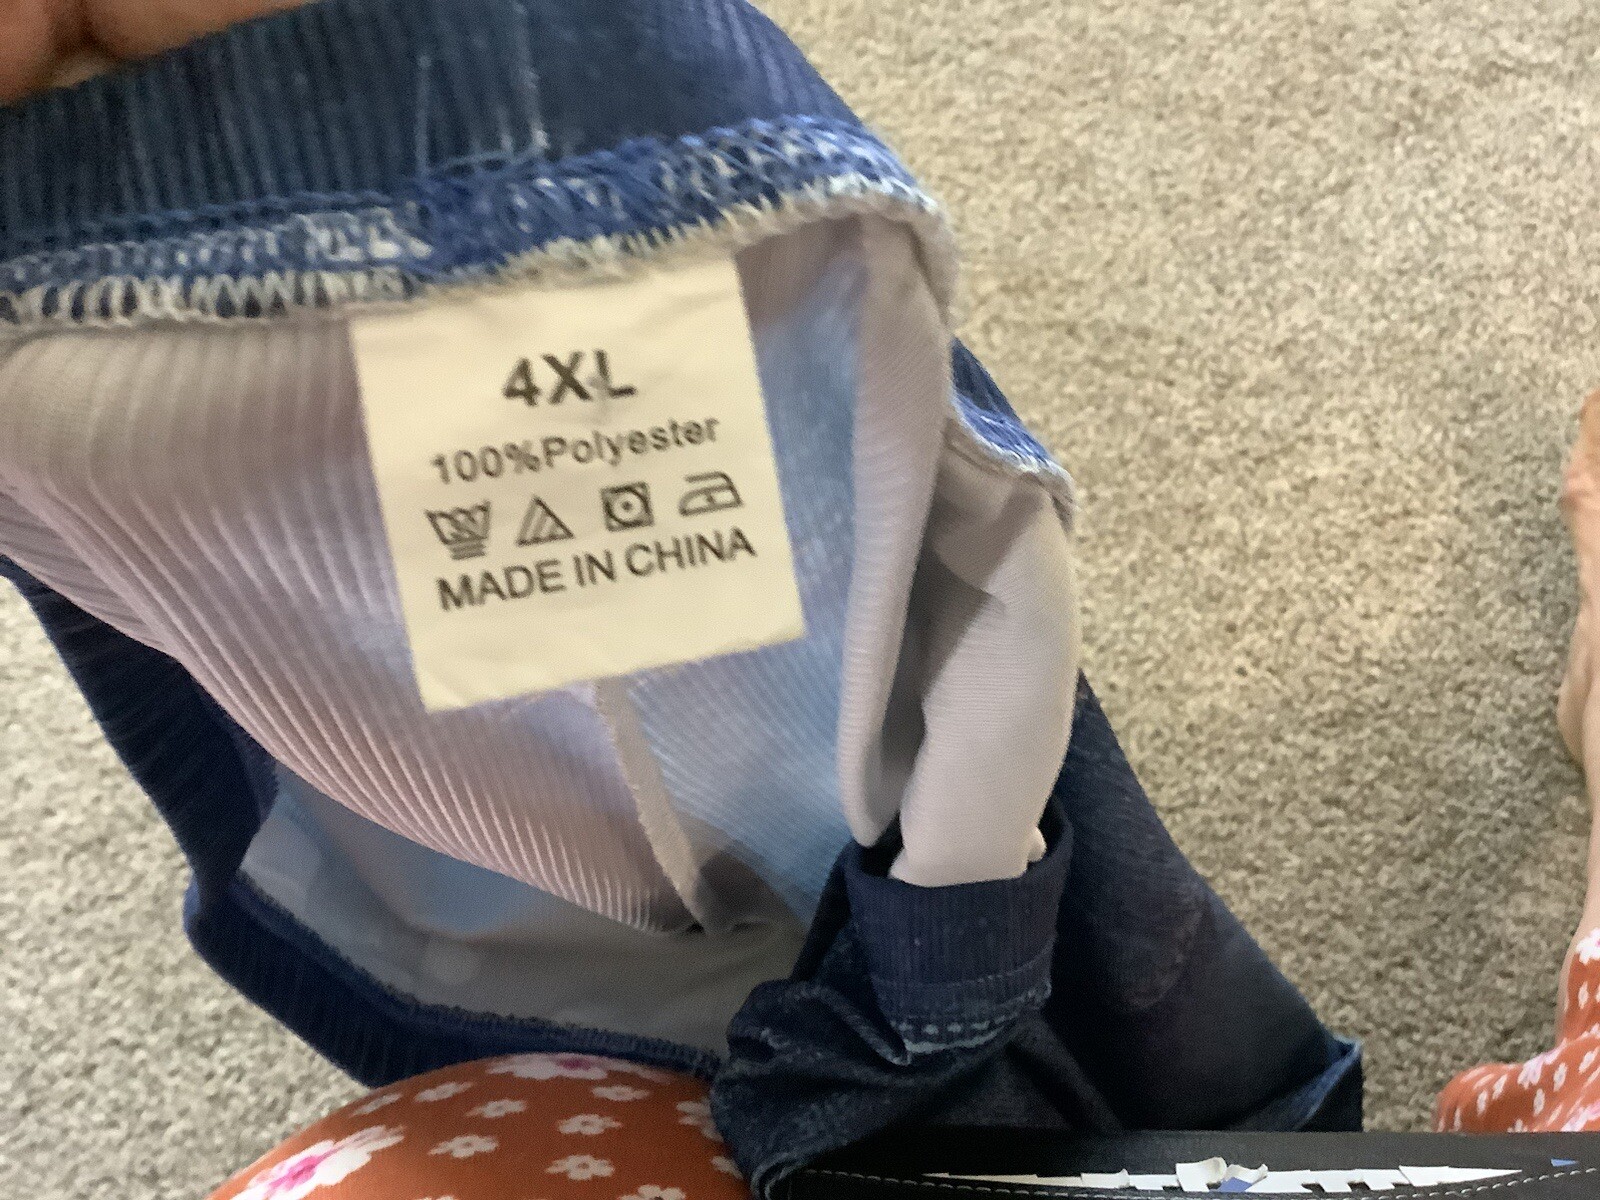 4XL
100%Polyester
MADE IN CHINA